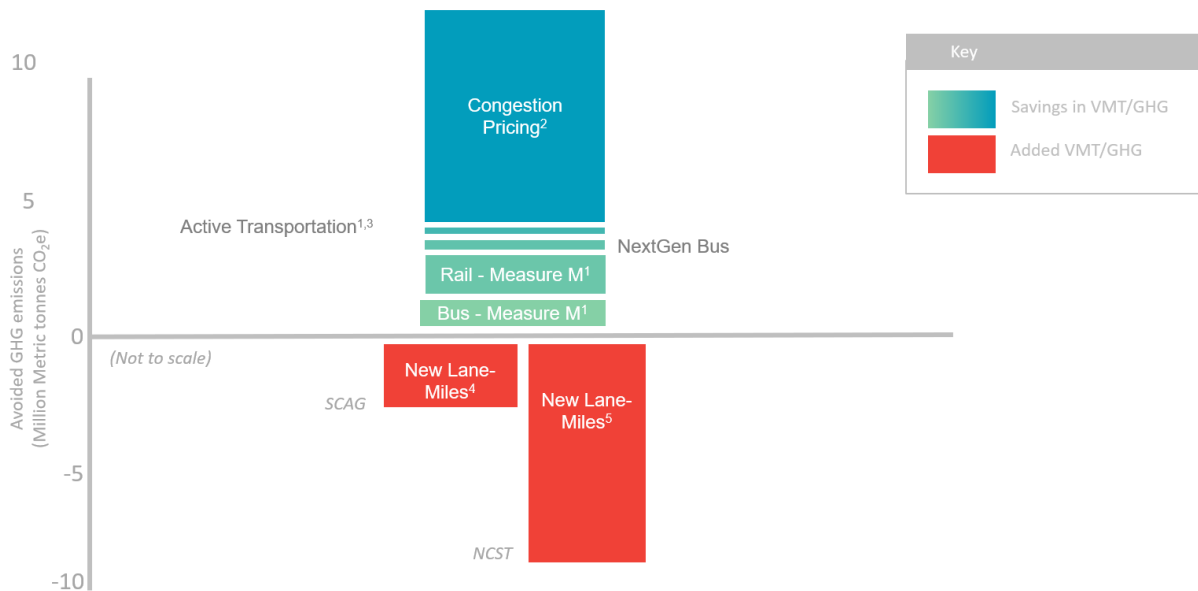 10
5
0
-5
-10
Avoided GHG emissions
(Million Metric tonnes CO₂e)
Congestion
Pricing²
Active Transportation¹,³
NextGen Bus
Rail - Measure M¹
Bus - Measure M¹
(Not to scale)
New Lane-
Miles⁴
SCAG
New Lane-
Miles⁵
NCST
Key
Savings in VMT/GHG
Added VMT/GHG